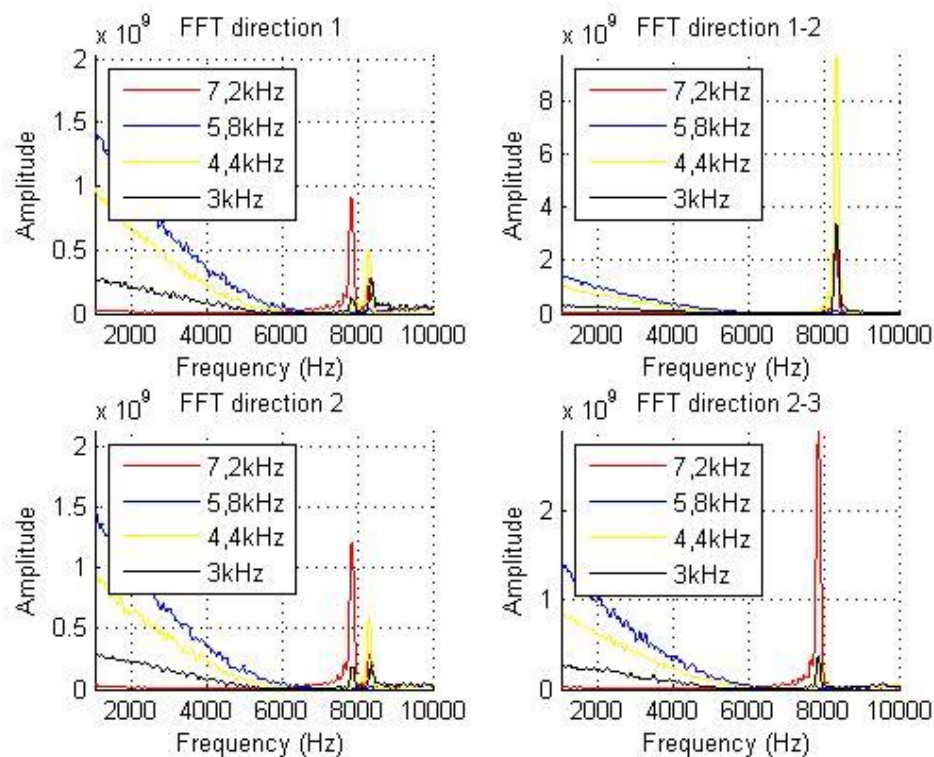 x 10^9 FFT direction 1
2
1.5
1
0.5
0
Amplitude
7,2kHz
5,8kHz
4,4kHz
3kHz
2000 4000 6000 8000 10000
Frequency (Hz)
x 10^9 FFT direction 1-2
8
6
4
2
0
Amplitude
7,2kHz
5,8kHz
4,4kHz
3kHz
2000 4000 6000 8000 10000
Frequency (Hz)
x 10^9 FFT direction 2
2
1.5
1
0.5
0
Amplitude
7,2kHz
5,8kHz
4,4kHz
3kHz
2000 4000 6000 8000 10000
Frequency (Hz)
x 10^9 FFT direction 2-3
2
1
0
Amplitude
7,2kHz
5,8kHz
4,4kHz
3kHz
2000 4000 6000 8000 10000
Frequency (Hz)